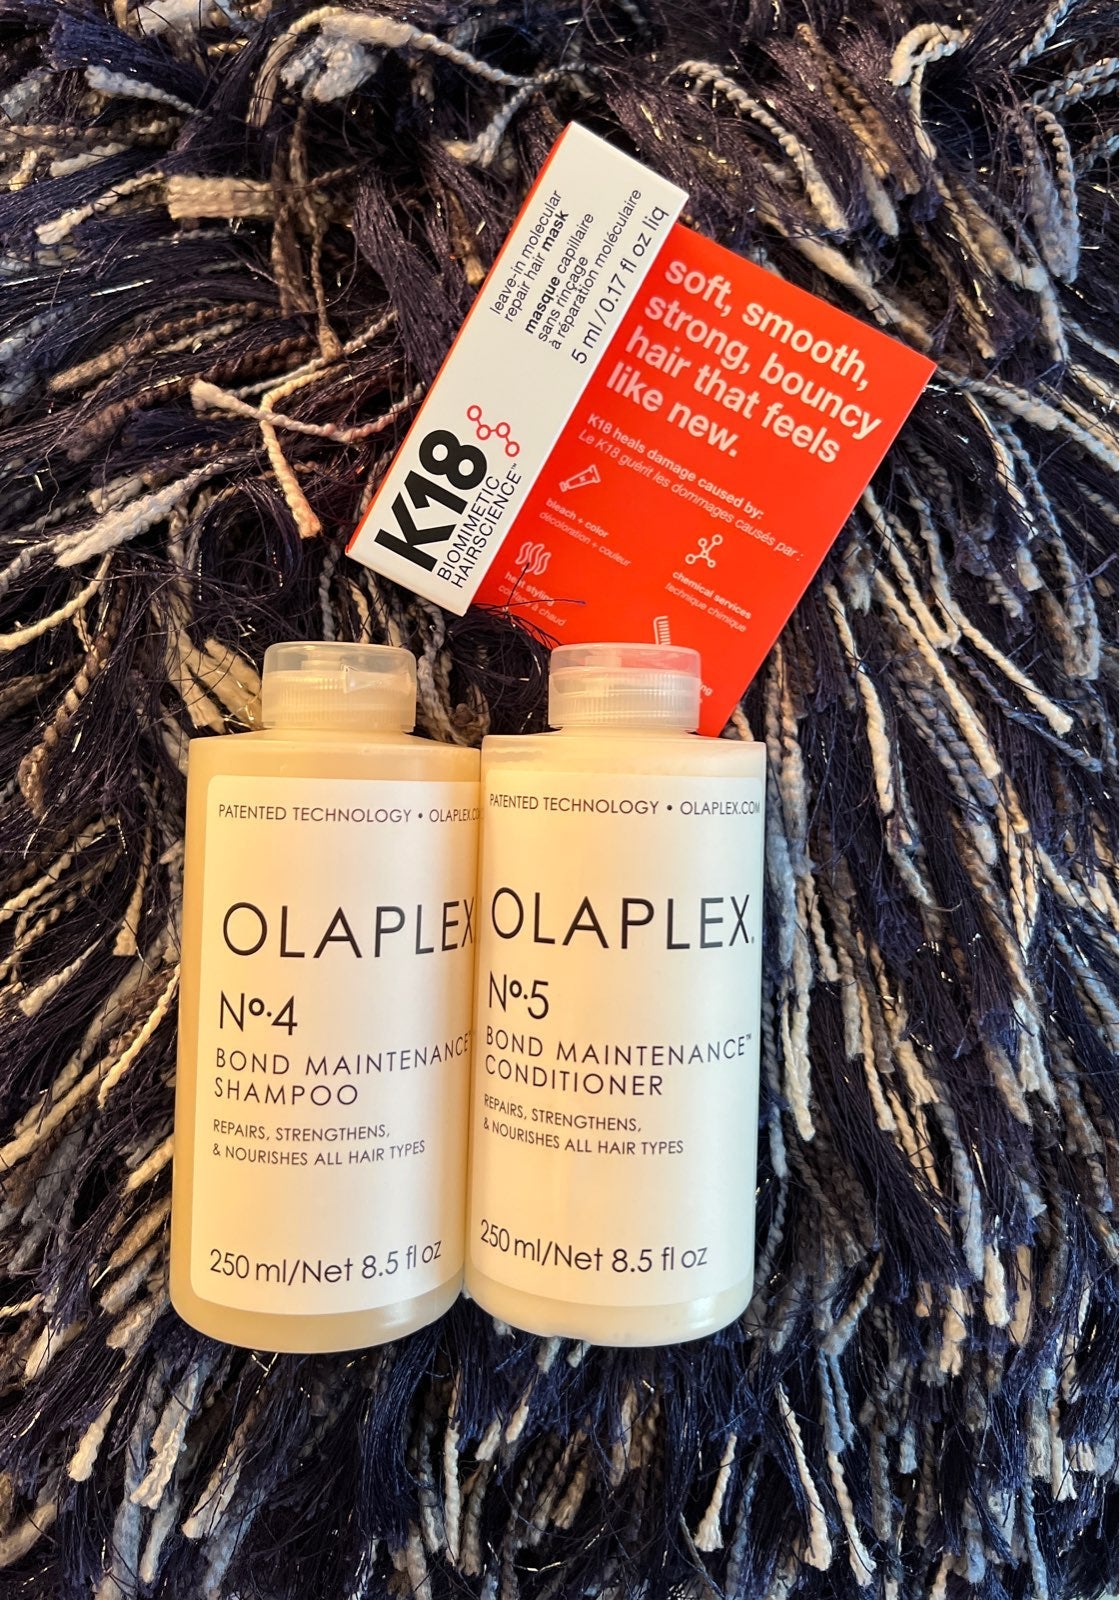 leave-in molecular
repair hair mask
masque capillaire
sans rinçage
à réparation moléculaire
5 ml/0.17 fl oz liq
K18
BIOMIMETIC
HAIRSCIENCE™
soft, smooth,
strong, bouncy
hair that feels
like new.
K18 heals damage caused by:
Le K18 guérit les dommages causés par :
bleach + color
décoloration + couleur
chemical services
technique chimique
heat styling
à chaud
PATENTED TECHNOLOGY • OLAPLEX.CO
OLAPLEX
Nº.4
BOND MAINTENANCE™
SHAMPOO
REPAIRS, STRENGTHENS,
& NOURISHES ALL HAIR TYPES
250 ml/Net 8.5 fl oz
PATENTED TECHNOLOGY • OLAPLEX.COM
OLAPLEX.
Nº.5
BOND MAINTENANCE™
CONDITIONER
REPAIRS, STRENGTHENS,
& NOURISHES ALL HAIR TYPES
250 ml/Net 8.5 fl oz